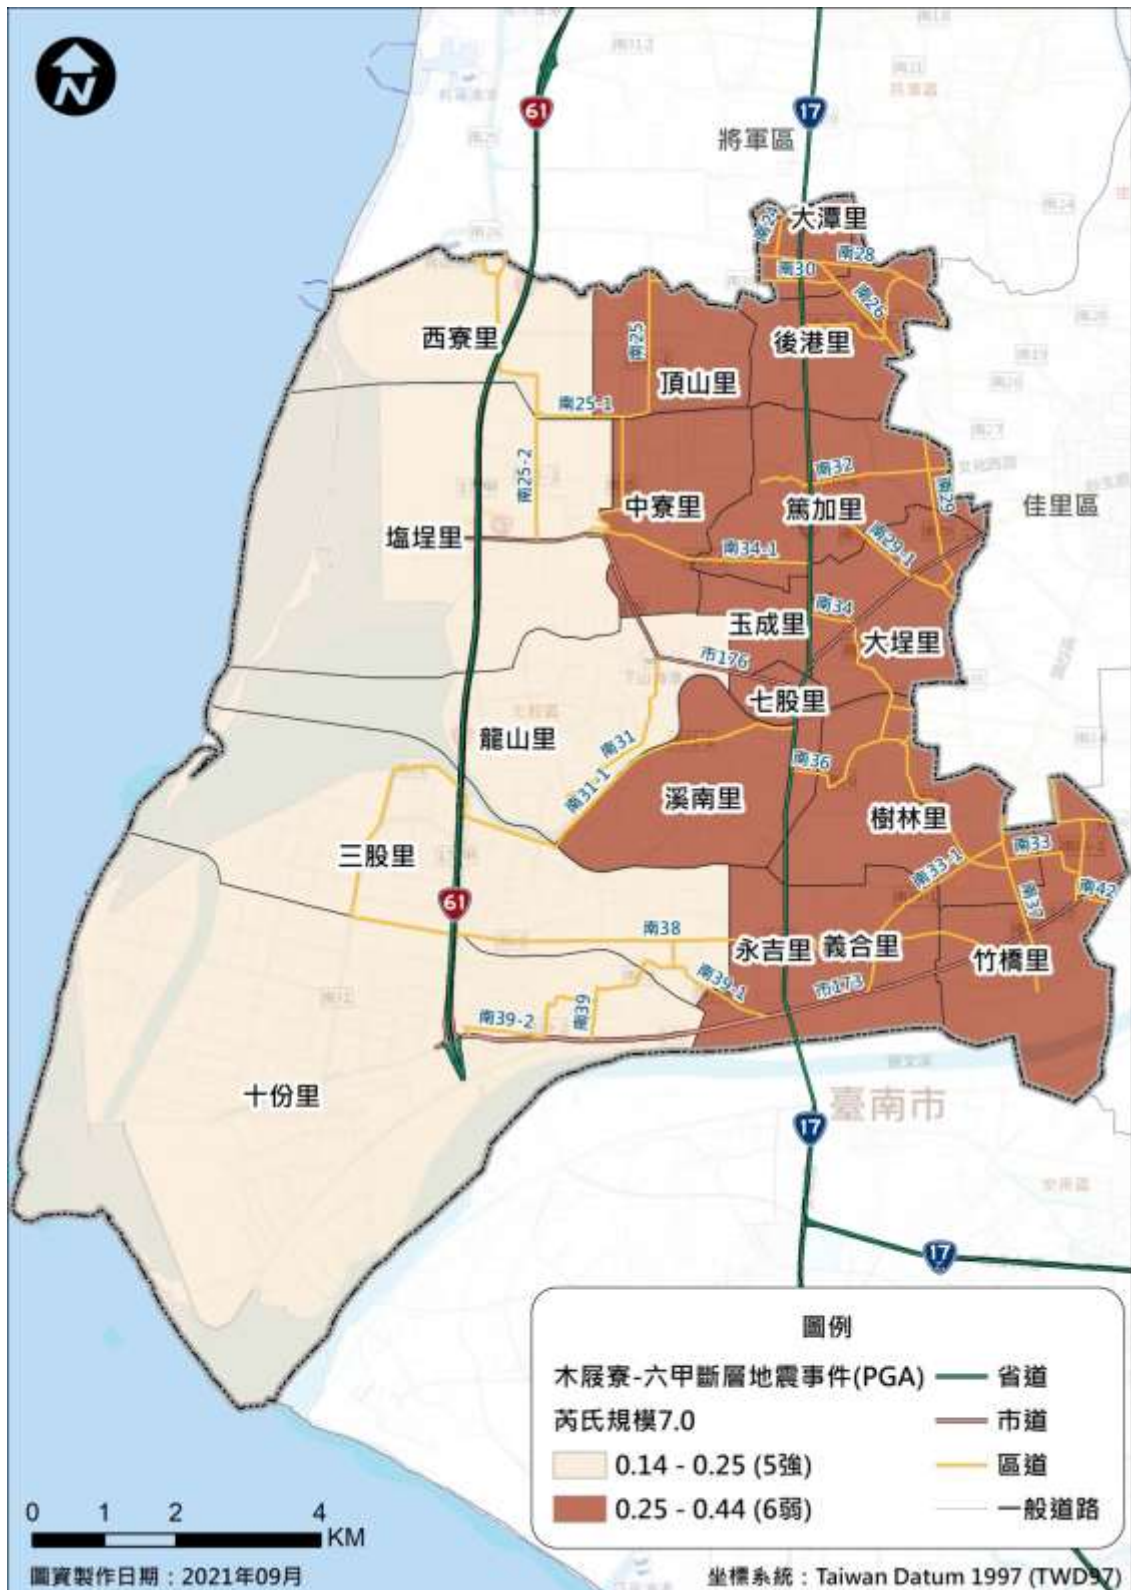 N
61
17
將軍區
大潭里
南24
南28
南30
南26
西寮里
後港里
南25
頂山里
南25-1
南25-2
南32
南29
中寮里
篤加里
佳里區
塩埕里
南34-1
南29-1
玉成里
南34
大埕里
市176
七股里
龍山里
南31
南36
南31-1
溪南里
樹林里
三股里
南33
南33-1
南37
南42
61
南38
永吉里
義合里
竹橋里
南39-1
市173
南39-2
南39
十份里
臺南市
17
安南區
17
圖例
木屐寮-六甲斷層地震事件(PGA)
省道
芮氏規模7.0
市道
0.14 - 0.25 (5強)
區道
0.25 - 0.44 (6弱)
一般道路
0 1 2 4
KM
圖資製作日期：2021年09月
坐標系統：Taiwan Datum 1997 (TWD97)